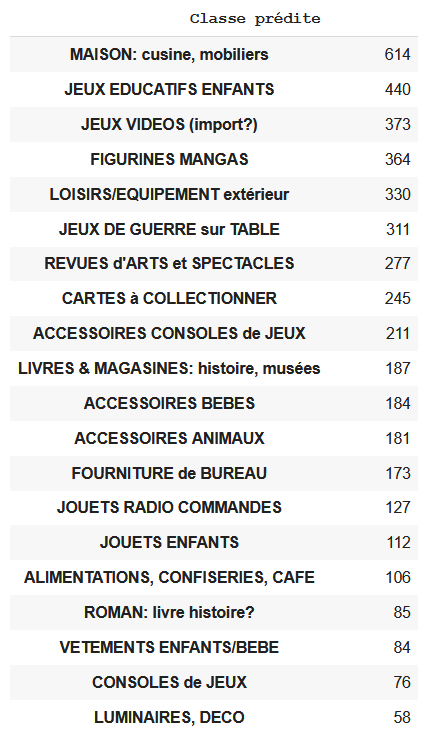 Classe prédite
MAISON: cusine, mobiliers 614
JEUX EDUCATIFS ENFANTS 440
JEUX VIDEOS (import?) 373
FIGURINES MANGAS 364
LOISIRS/EQUIPEMENT extérieur 330
JEUX DE GUERRE sur TABLE 311
REVUES d'ARTS et SPECTACLES 277
CARTES à COLLECTIONNER 245
ACCESSOIRES CONSOLES de JEUX 211
LIVRES & MAGASINES: histoire, musées 187
ACCESSOIRES BEBES 184
ACCESSOIRES ANIMAUX 181
FOURNITURE de BUREAU 173
JOUETS RADIO COMMANDES 127
JOUETS ENFANTS 112
ALIMENTATIONS, CONFISERIES, CAFE 106
ROMAN: livre histoire? 85
VETEMENTS ENFANTS/BEBE 84
CONSOLES de JEUX 76
LUMINAIRES, DECO 58